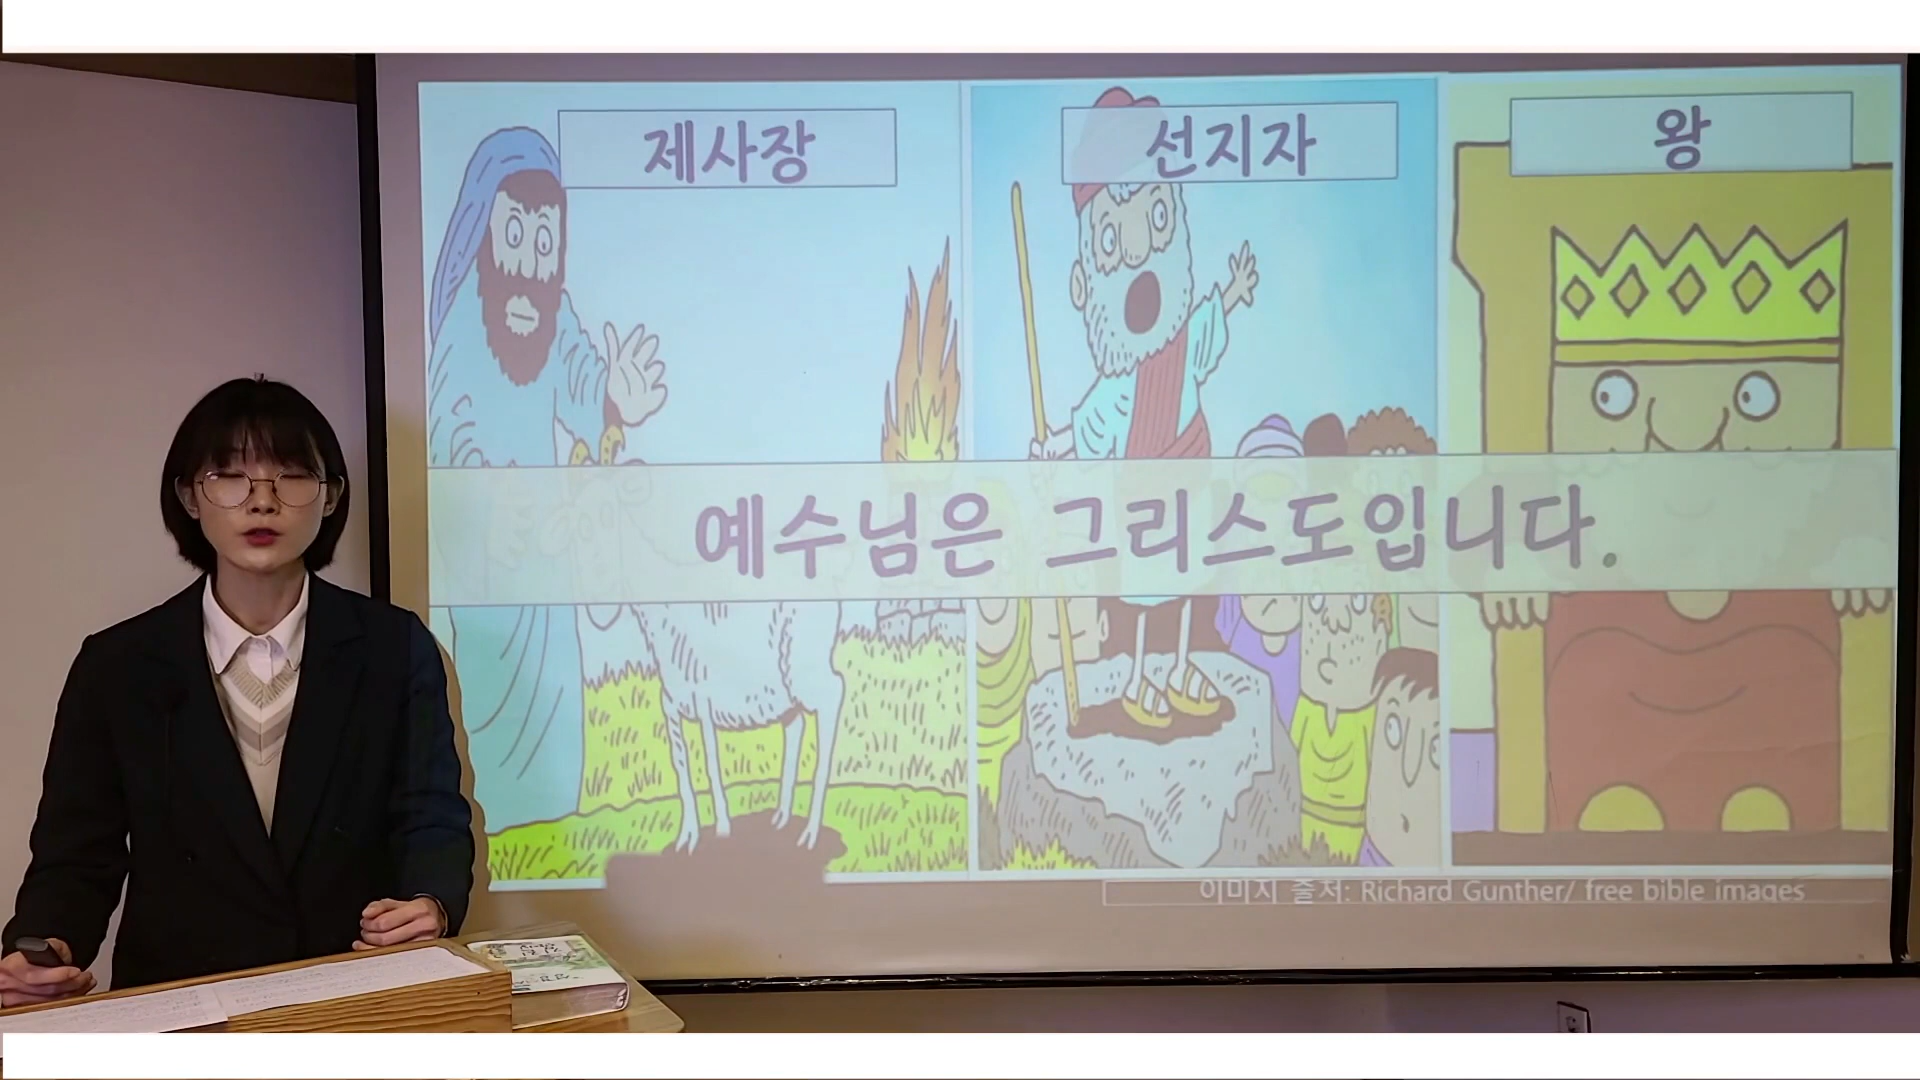 제사장
선지자
왕
예수님은 그리스도입니다.
이미지 출처: Richard Gunther/ free bible images